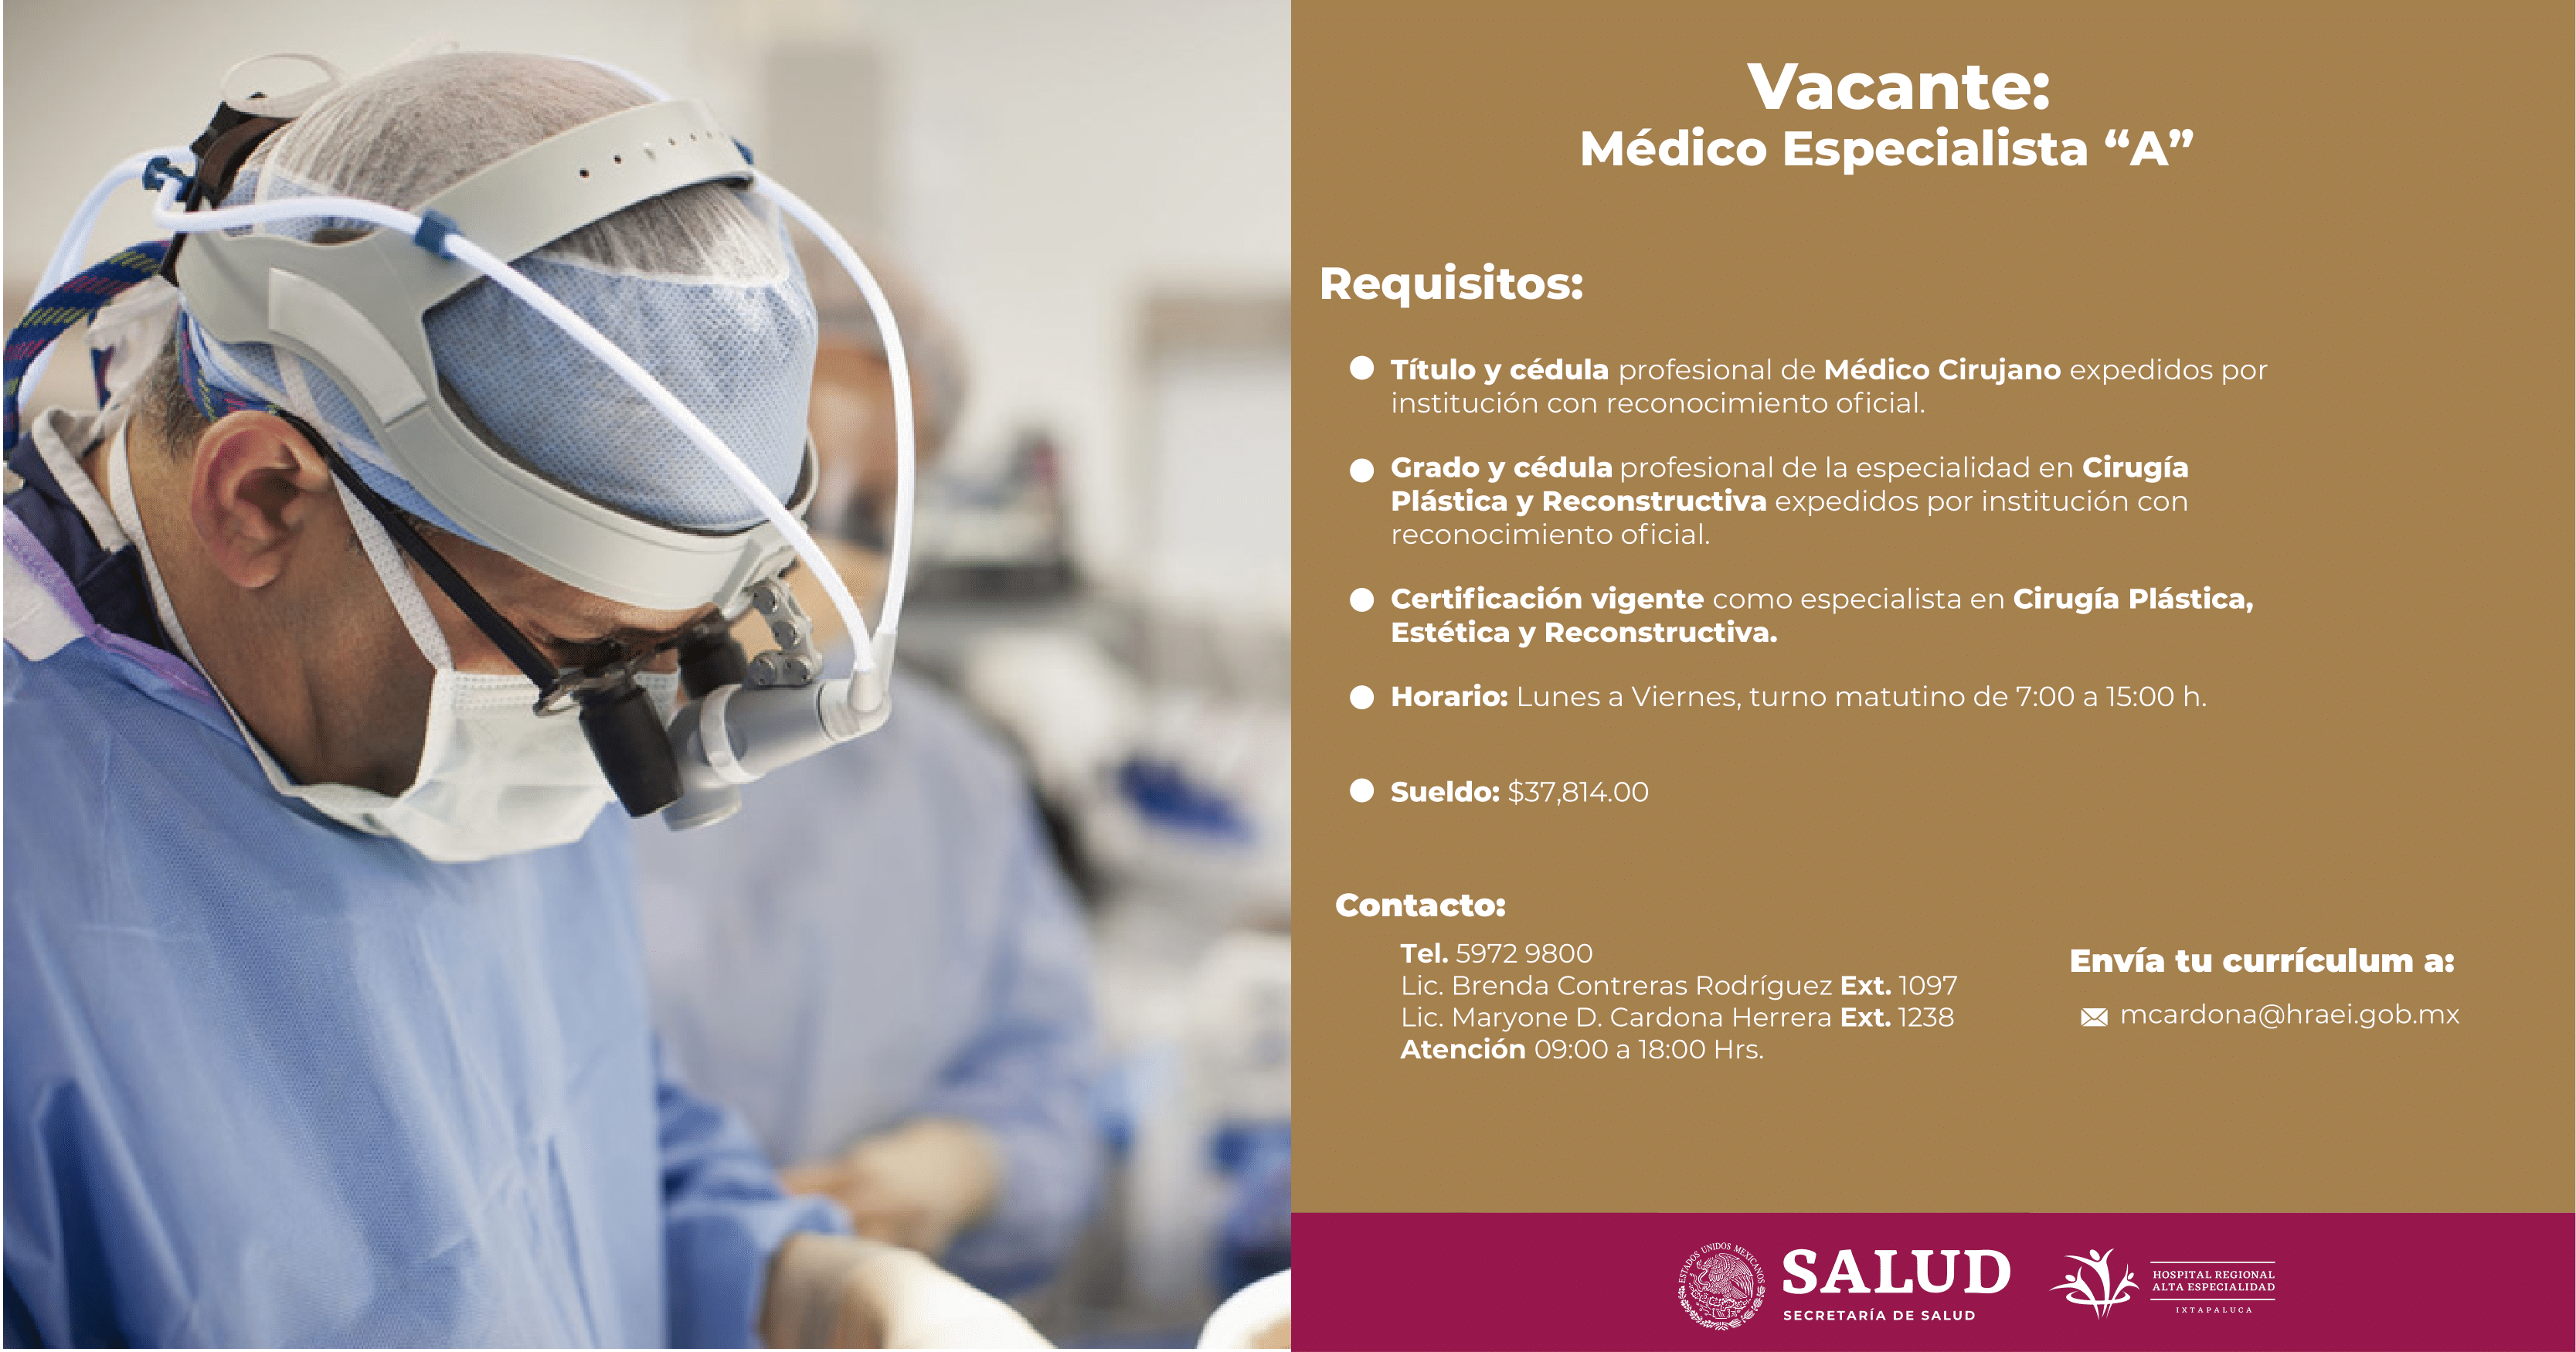 Vacante:
Médico Especialista “A”
Requisitos:
Título y cédula profesional de Médico Cirujano expedidos por
institución con reconocimiento oficial.
Grado y cédula profesional de la especialidad en Cirugía
Plástica y Reconstructiva expedidos por institución con
reconocimiento oficial.
Certificación vigente como especialista en Cirugía Plástica,
Estética y Reconstructiva.
Horario: Lunes a Viernes, turno matutino de 7:00 a 15:00 h.
Sueldo: $37,814.00
Contacto:
Tel. 5972 9800
Lic. Brenda Contreras Rodríguez Ext. 1097
Lic. Maryone D. Cardona Herrera Ext. 1238
Atención 09:00 a 18:00 Hrs.
Envía tu currículum a:
mcardona@hraei.gob.mx
ESTADOS UNIDOS MEXICANOS
SALUD
SECRETARÍA DE SALUD
HOSPITAL REGIONAL
ALTA ESPECIALIDAD
IXTAPALUCA